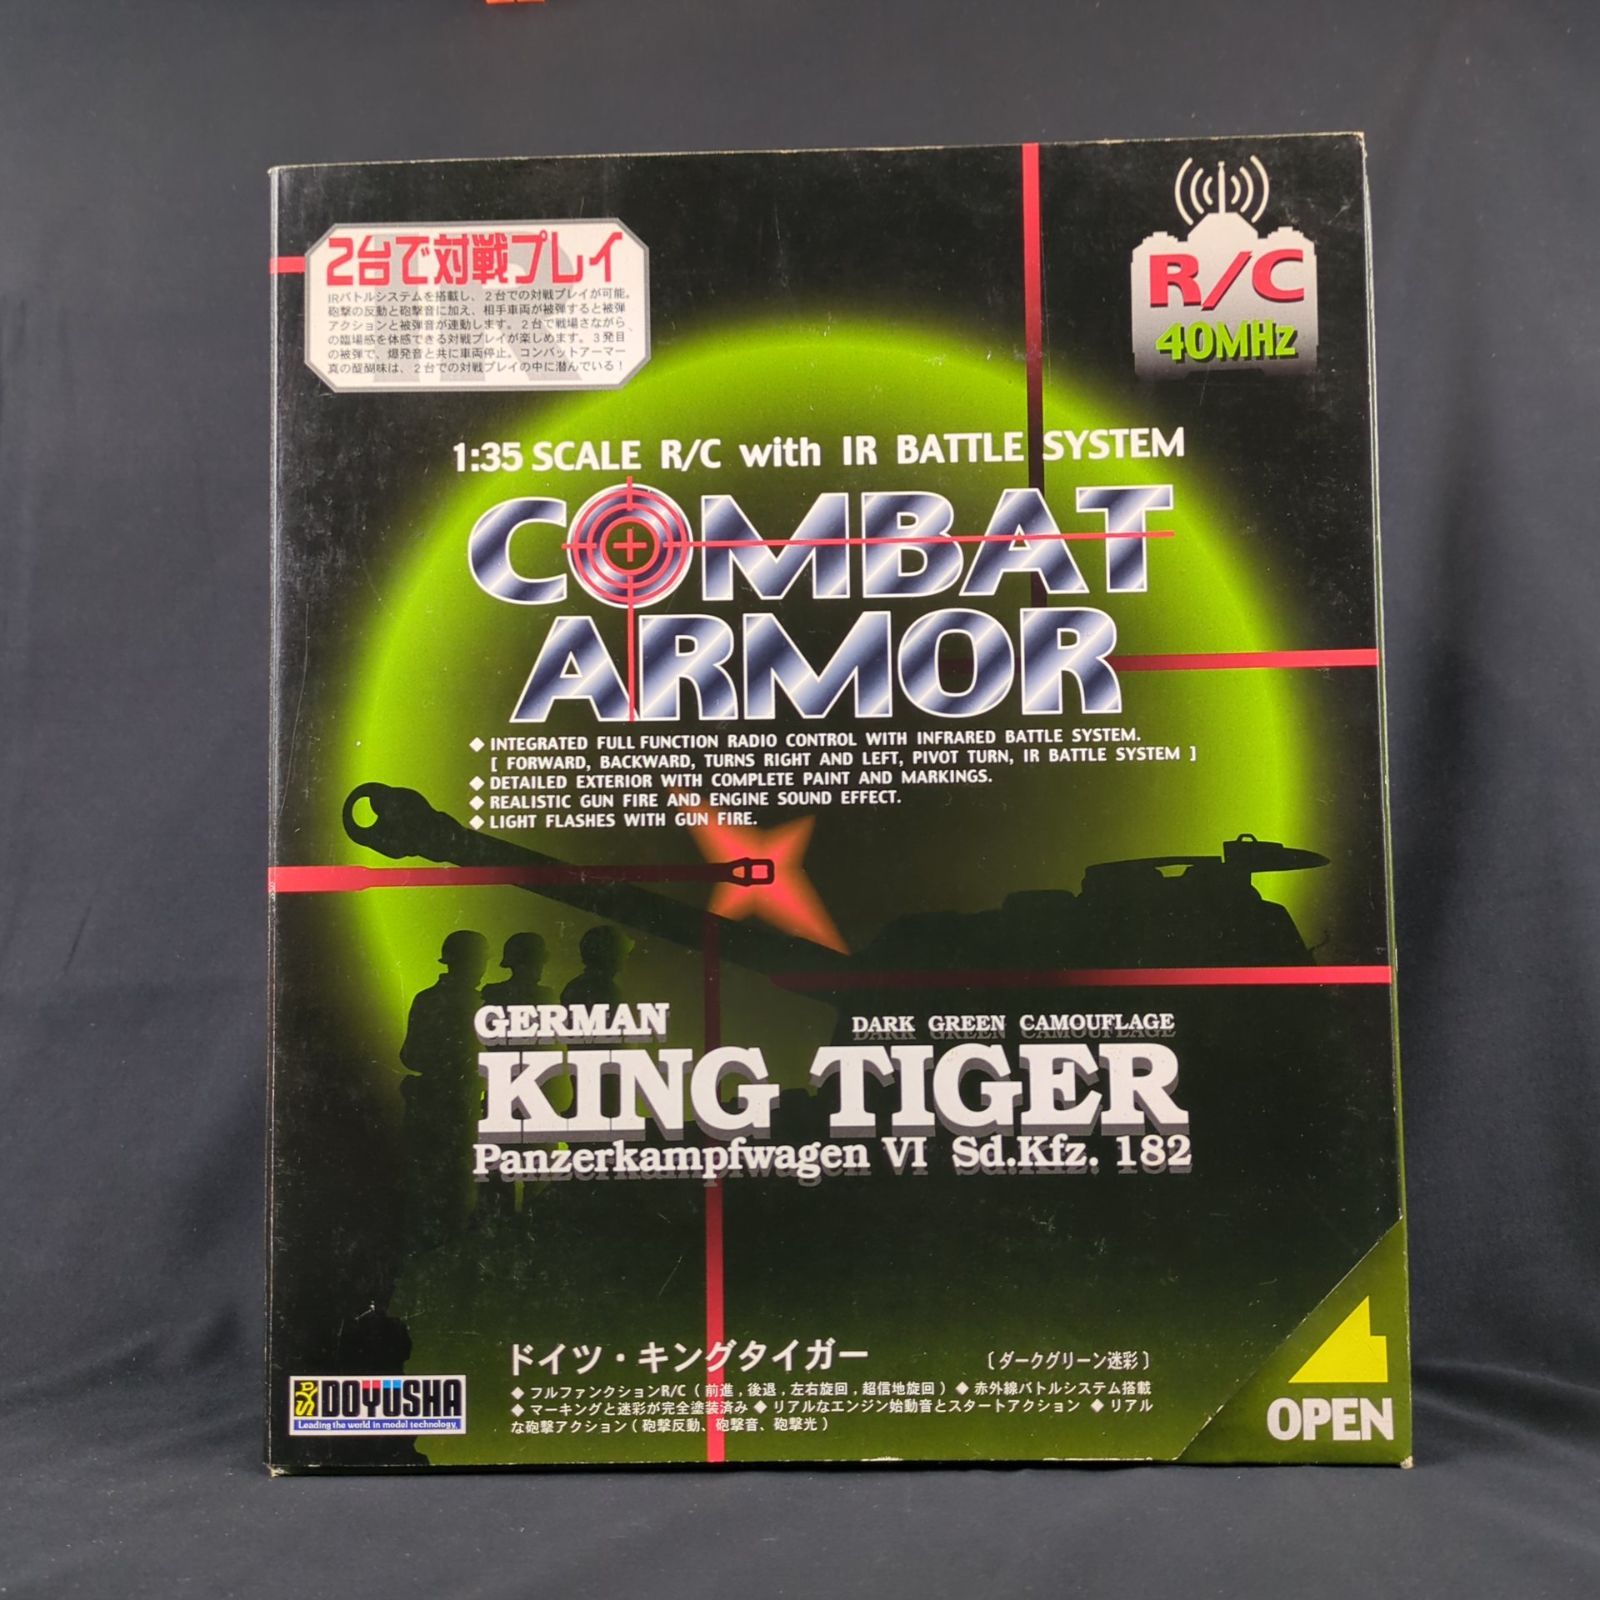 2台で対戦プレイ
IRバトルシステムを搭載し、2台での対戦プレイが可能。
砲撃の反動と砲撃音に加え、相手車両が被弾すると被弾
アクションと被弾音が連動します。2台で戦場さながら
の臨場感を体感できる対戦プレイが楽しめます。3発目
の被弾で、爆発音と共に車両停止。コンバットアーマー
真の醍醐味は、2台での対戦プレイの中に潜んでいる!
R/C
40MHz
1:35 SCALE R/C with IR BATTLE SYSTEM
COMBAT
ARMOR
◆ INTEGRATED FULL FUNCTION RADIO CONTROL WITH INFRARED BATTLE SYSTEM.
[ FORWARD, BACKWARD, TURNS RIGHT AND LEFT, PIVOT TURN, IR BATTLE SYSTEM ]
◆ DETAILED EXTERIOR WITH COMPLETE PAINT AND MARKINGS.
◆ REALISTIC GUN FIRE AND ENGINE SOUND EFFECT.
◆ LIGHT FLASHES WITH GUN FIRE.
GERMAN
DARK GREEN CAMOUFLAGE
KING TIGER
Panzerkampfwagen VI Sd.Kfz. 182
ドイツ・キングタイガー
〔ダークグリーン迷彩〕
◆ フルファンクションR/C(前進,後退,左右旋回,超信地旋回)◆ 赤外線バトルシステム搭載
◆ マーキングと迷彩が完全塗装済み ◆ リアルなエンジン始動音とスタートアクション ◆ リアル
な砲撃アクション(砲撃反動、砲撃音、砲撃光)
DYS
DOYUSHA
Leading the world in model technology.
OPEN